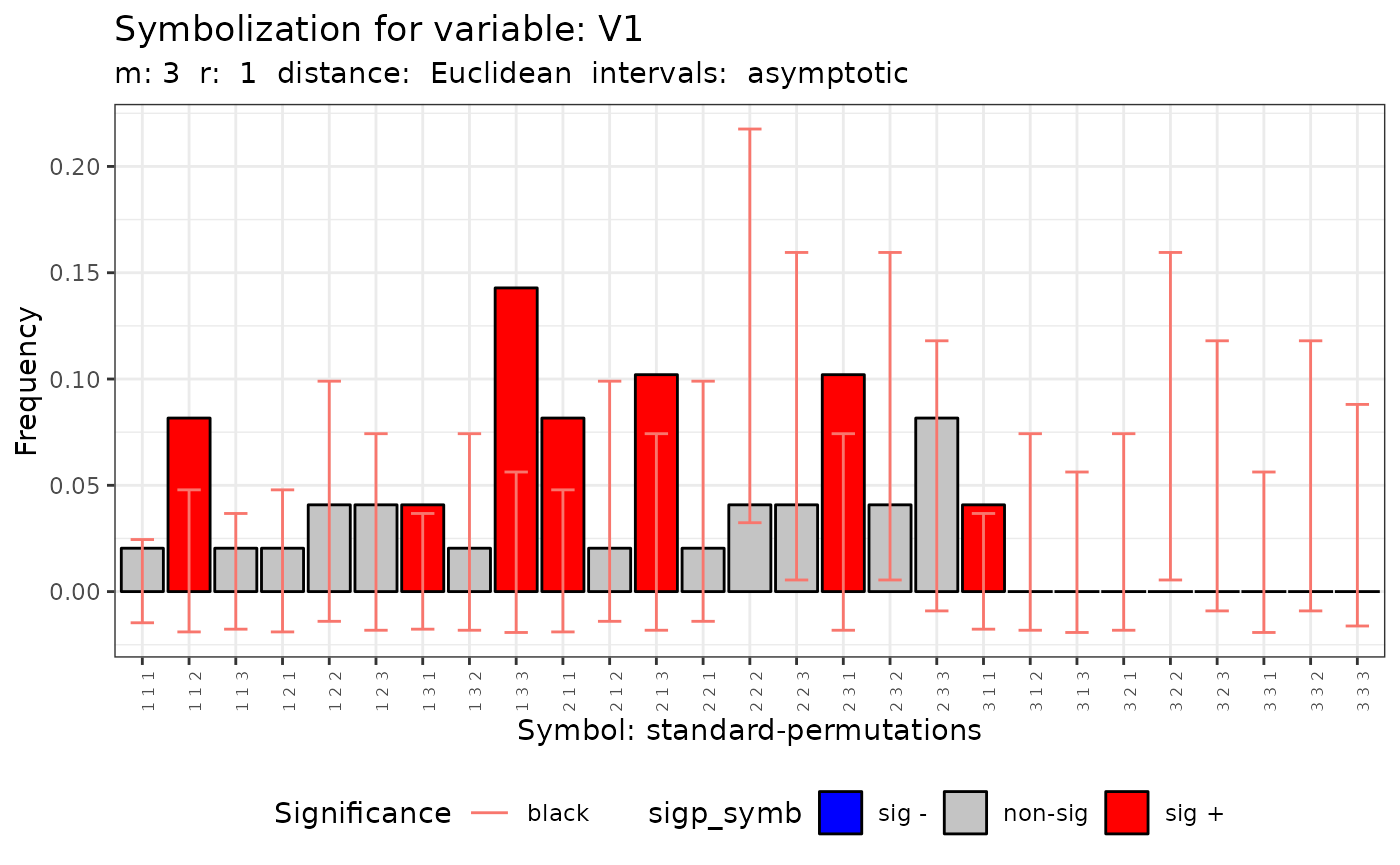 Symbolization for variable: V1
m: 3  r:  1  distance:  Euclidean  intervals:  asymptotic
Frequency
0.20
0.15
0.10
0.05
0.00
1 1 1
1 1 2
1 1 3
1 2 1
1 2 2
1 2 3
1 3 1
1 3 2
1 3 3
2 1 1
2 1 2
2 1 3
2 2 1
2 2 2
2 2 3
2 3 1
2 3 2
2 3 3
3 1 1
3 1 2
3 1 3
3 2 1
3 2 2
3 2 3
3 3 1
3 3 2
3 3 3
Symbol: standard-permutations
Significance black sigp_symb sig - non-sig sig +